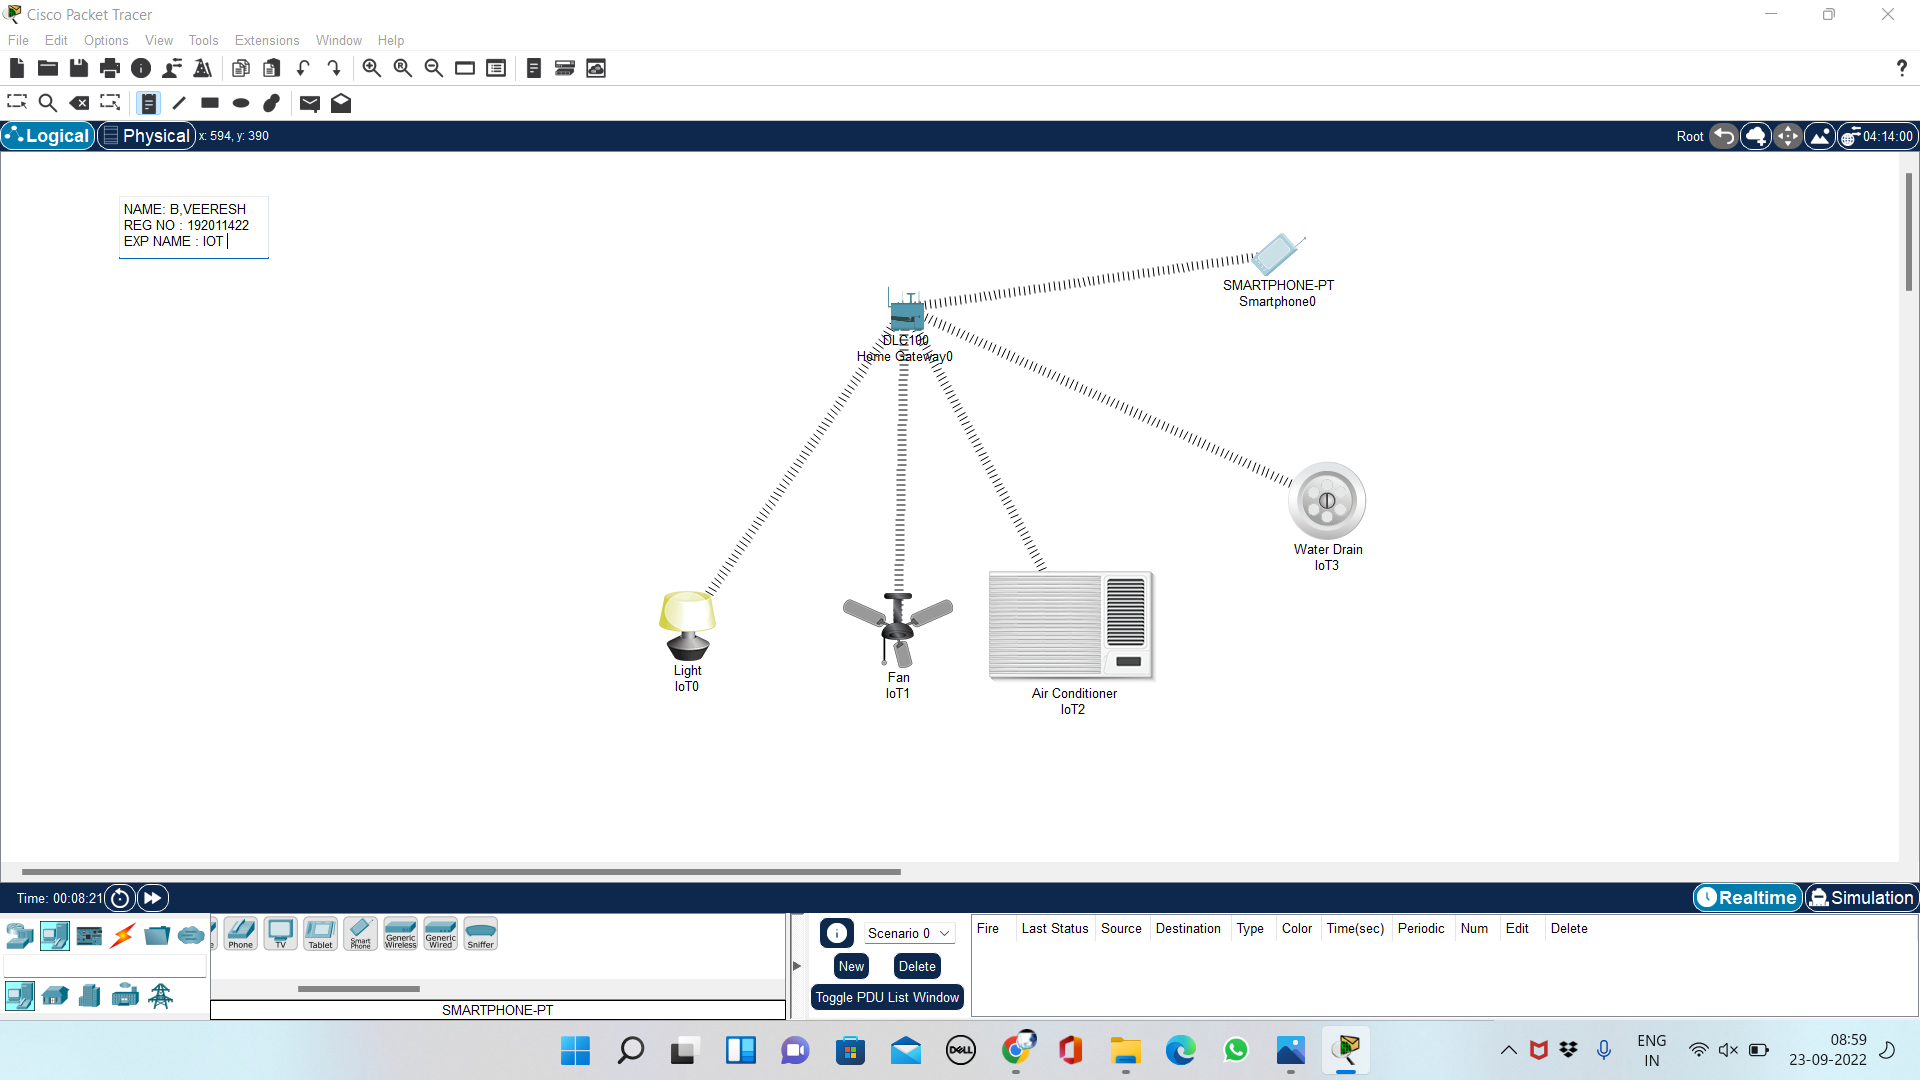 Cisco Packet Tracer
File Edit Options View Tools Extensions Window Help
?
Logical Physical x: 594, y: 390 Root 04:14:00
NAME: B,VEERESH
REG NO : 192011422
EXP NAME : IOT
SMARTPHONE-PT
Smartphone0
DLC100
Home Gateway0
Water Drain
IoT3
Light
IoT0
Fan
IoT1
Air Conditioner
IoT2
Time: 00:08:21 Realtime Simulation
Phone TV Tablet Smart Phone Generic Wireless Generic Wired Sniffer
SMARTPHONE-PT
Scenario 0
New Delete
Toggle PDU List Window
Fire Last Status Source Destination Type Color Time(sec) Periodic Num Edit Delete
DELL
ENG
IN
08:59
23-09-2022